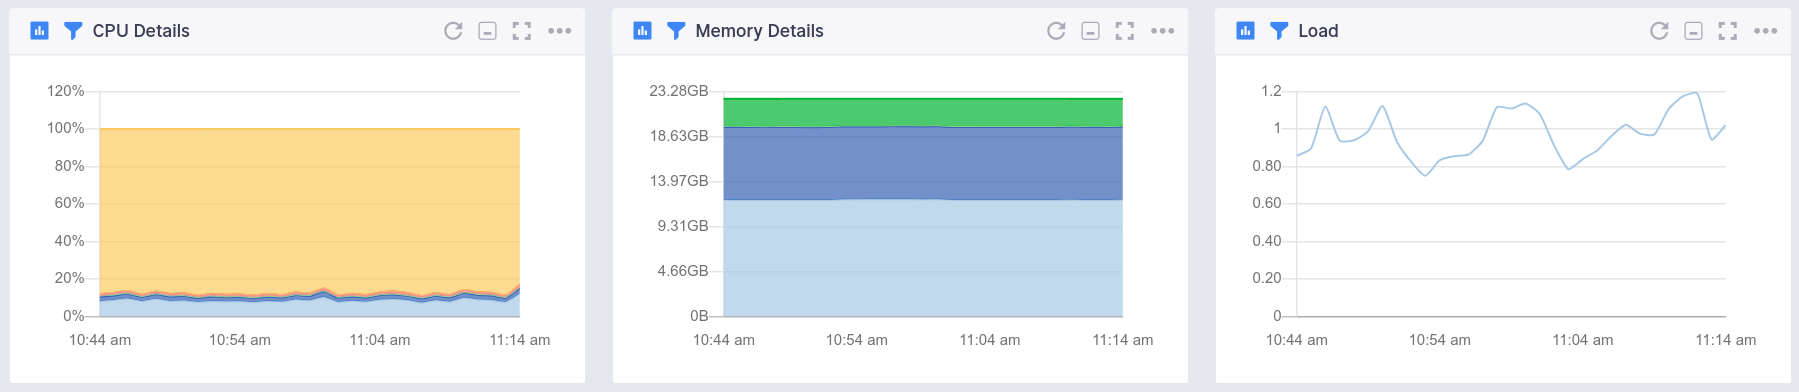 CPU Details
120%
100%
80%
60%
40%
20%
0%
10:44 am 10:54 am 11:04 am 11:14 am
Memory Details
23.28GB
18.63GB
13.97GB
9.31GB
4.66GB
0B
10:44 am 10:54 am 11:04 am 11:14 am
Load
1.2
1
0.80
0.60
0.40
0.20
0
10:44 am 10:54 am 11:04 am 11:14 am